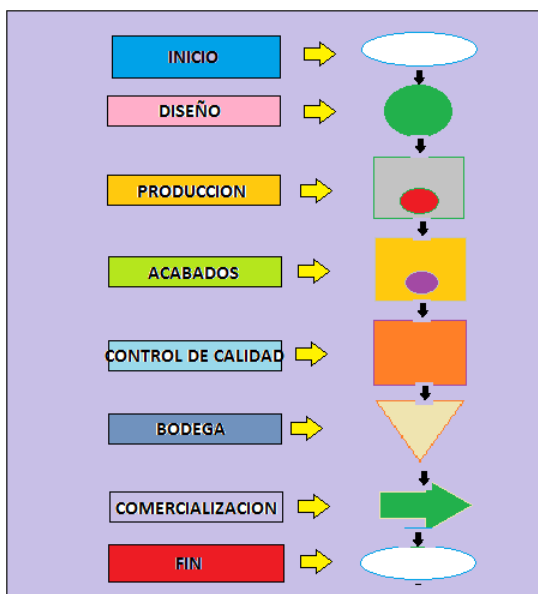 INICIO
DISEÑO
PRODUCCION
ACABADOS
CONTROL DE CALIDAD
BODEGA
COMERCIALIZACION
FIN